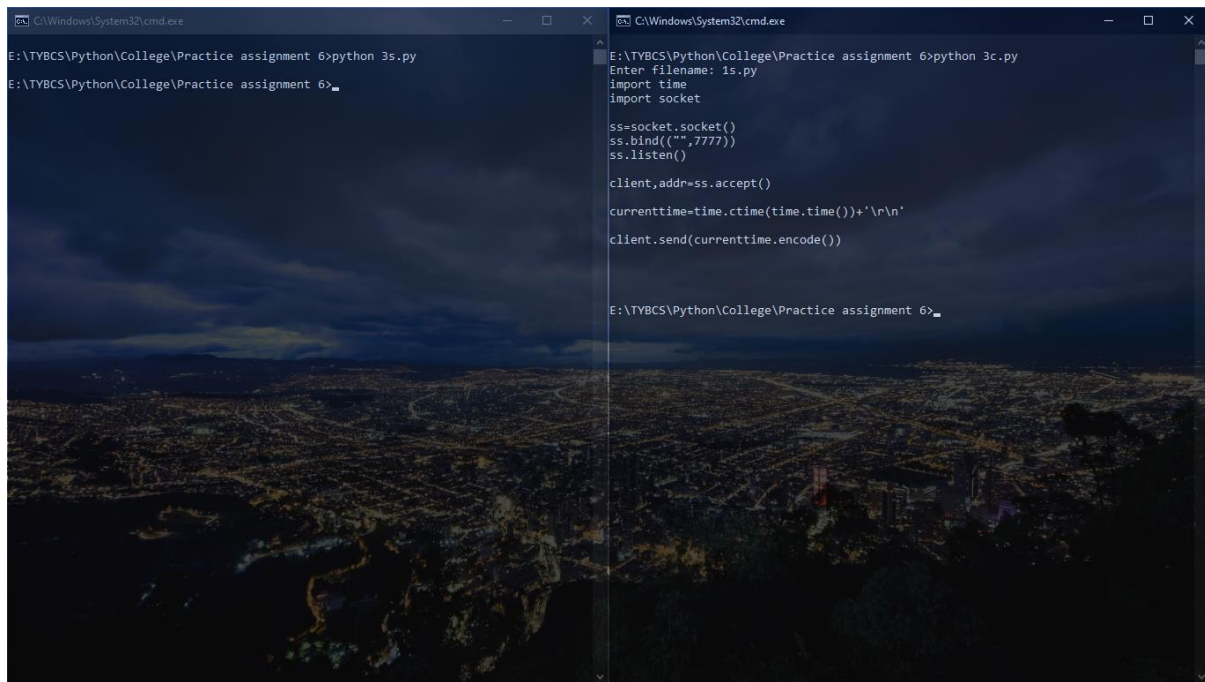 C:\Windows\System32\cmd.exe
E:\TYBCS\Python\College\Practice assignment 6>python 3s.py
E:\TYBCS\Python\College\Practice assignment 6>
C:\Windows\System32\cmd.exe
E:\TYBCS\Python\College\Practice assignment 6>python 3c.py
Enter filename: 1s.py
import time
import socket
ss=socket.socket()
ss.bind(("",7777))
ss.listen()
client,addr=ss.accept()
currenttime=time.ctime(time.time())+'\r\n'
client.send(currenttime.encode())
E:\TYBCS\Python\College\Practice assignment 6>